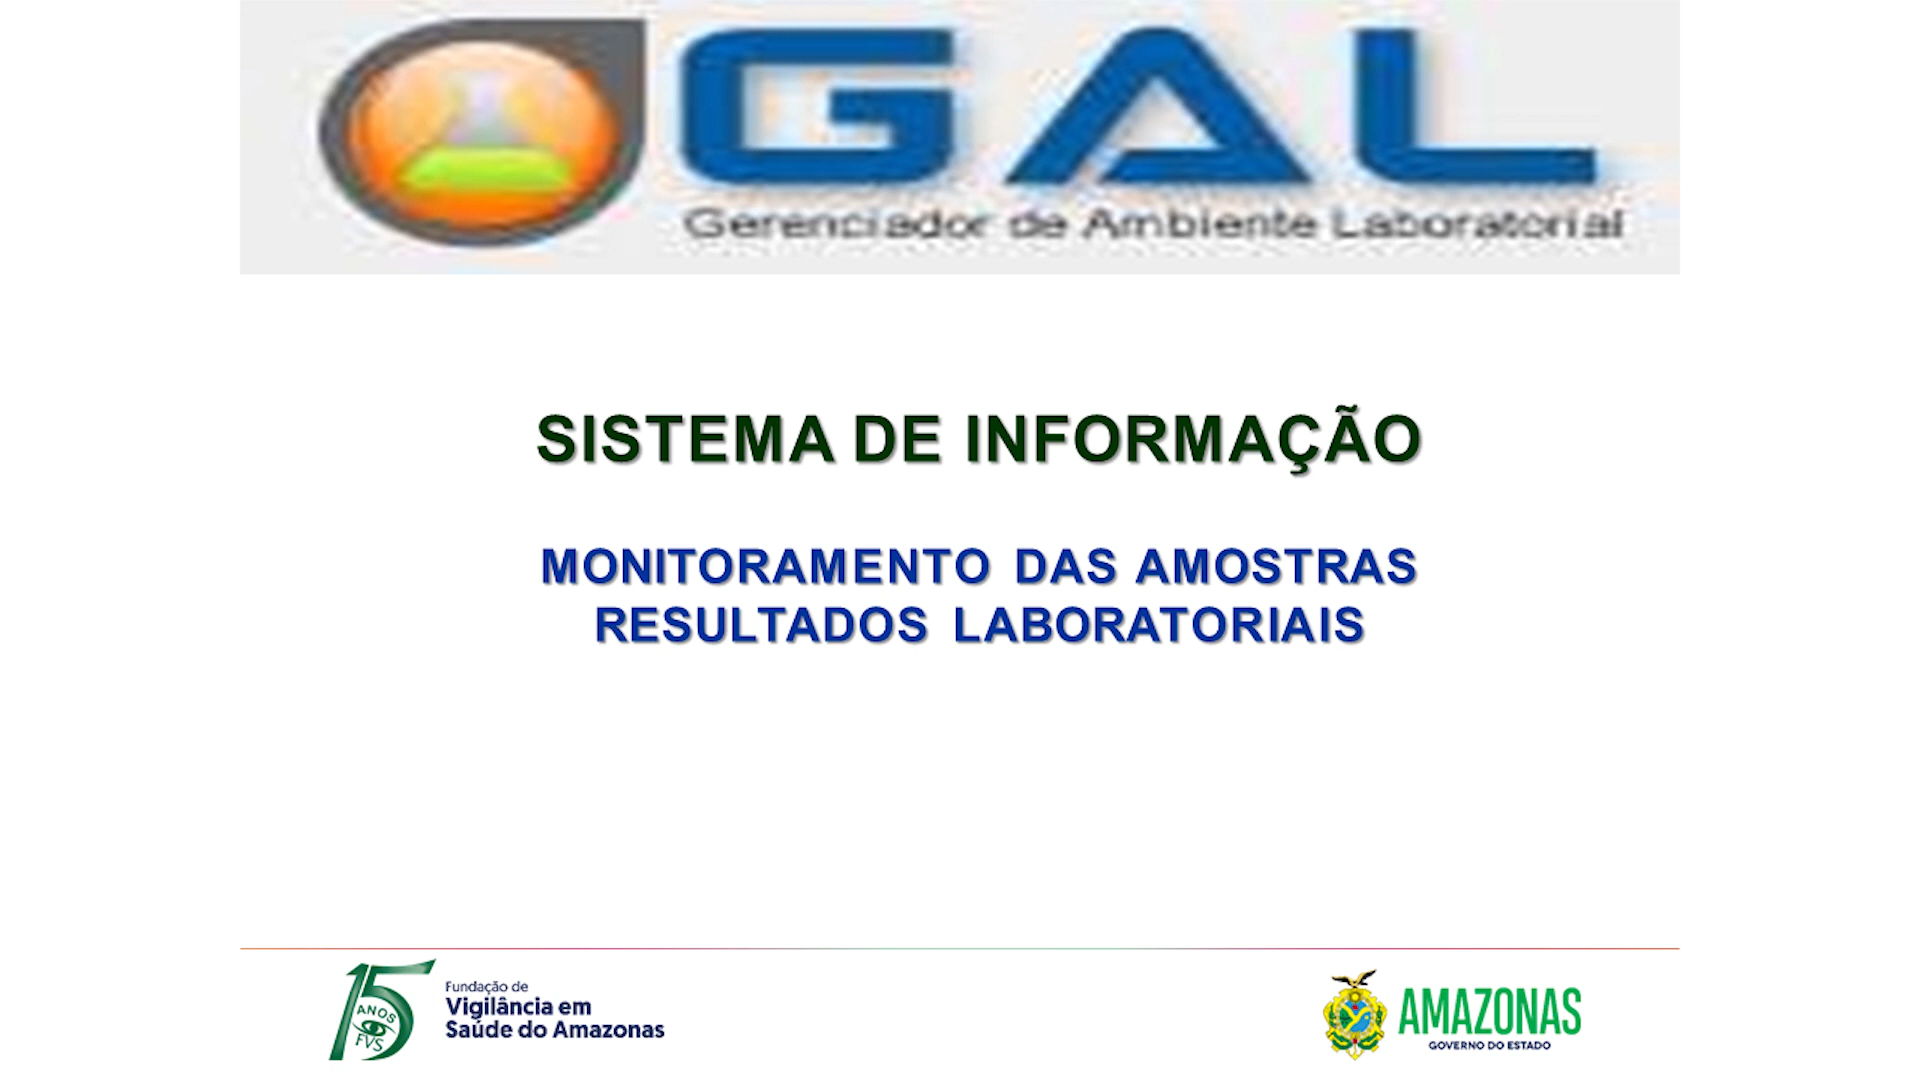 GAL
Gerenciador de Ambiente Laboratorial
SISTEMA DE INFORMAÇÃO
MONITORAMENTO DAS AMOSTRAS
RESULTADOS LABORATORIAIS
15
ANOS
FVS
Fundação de
Vigilância em
Saúde do Amazonas
AMAZONAS
GOVERNO DO ESTADO